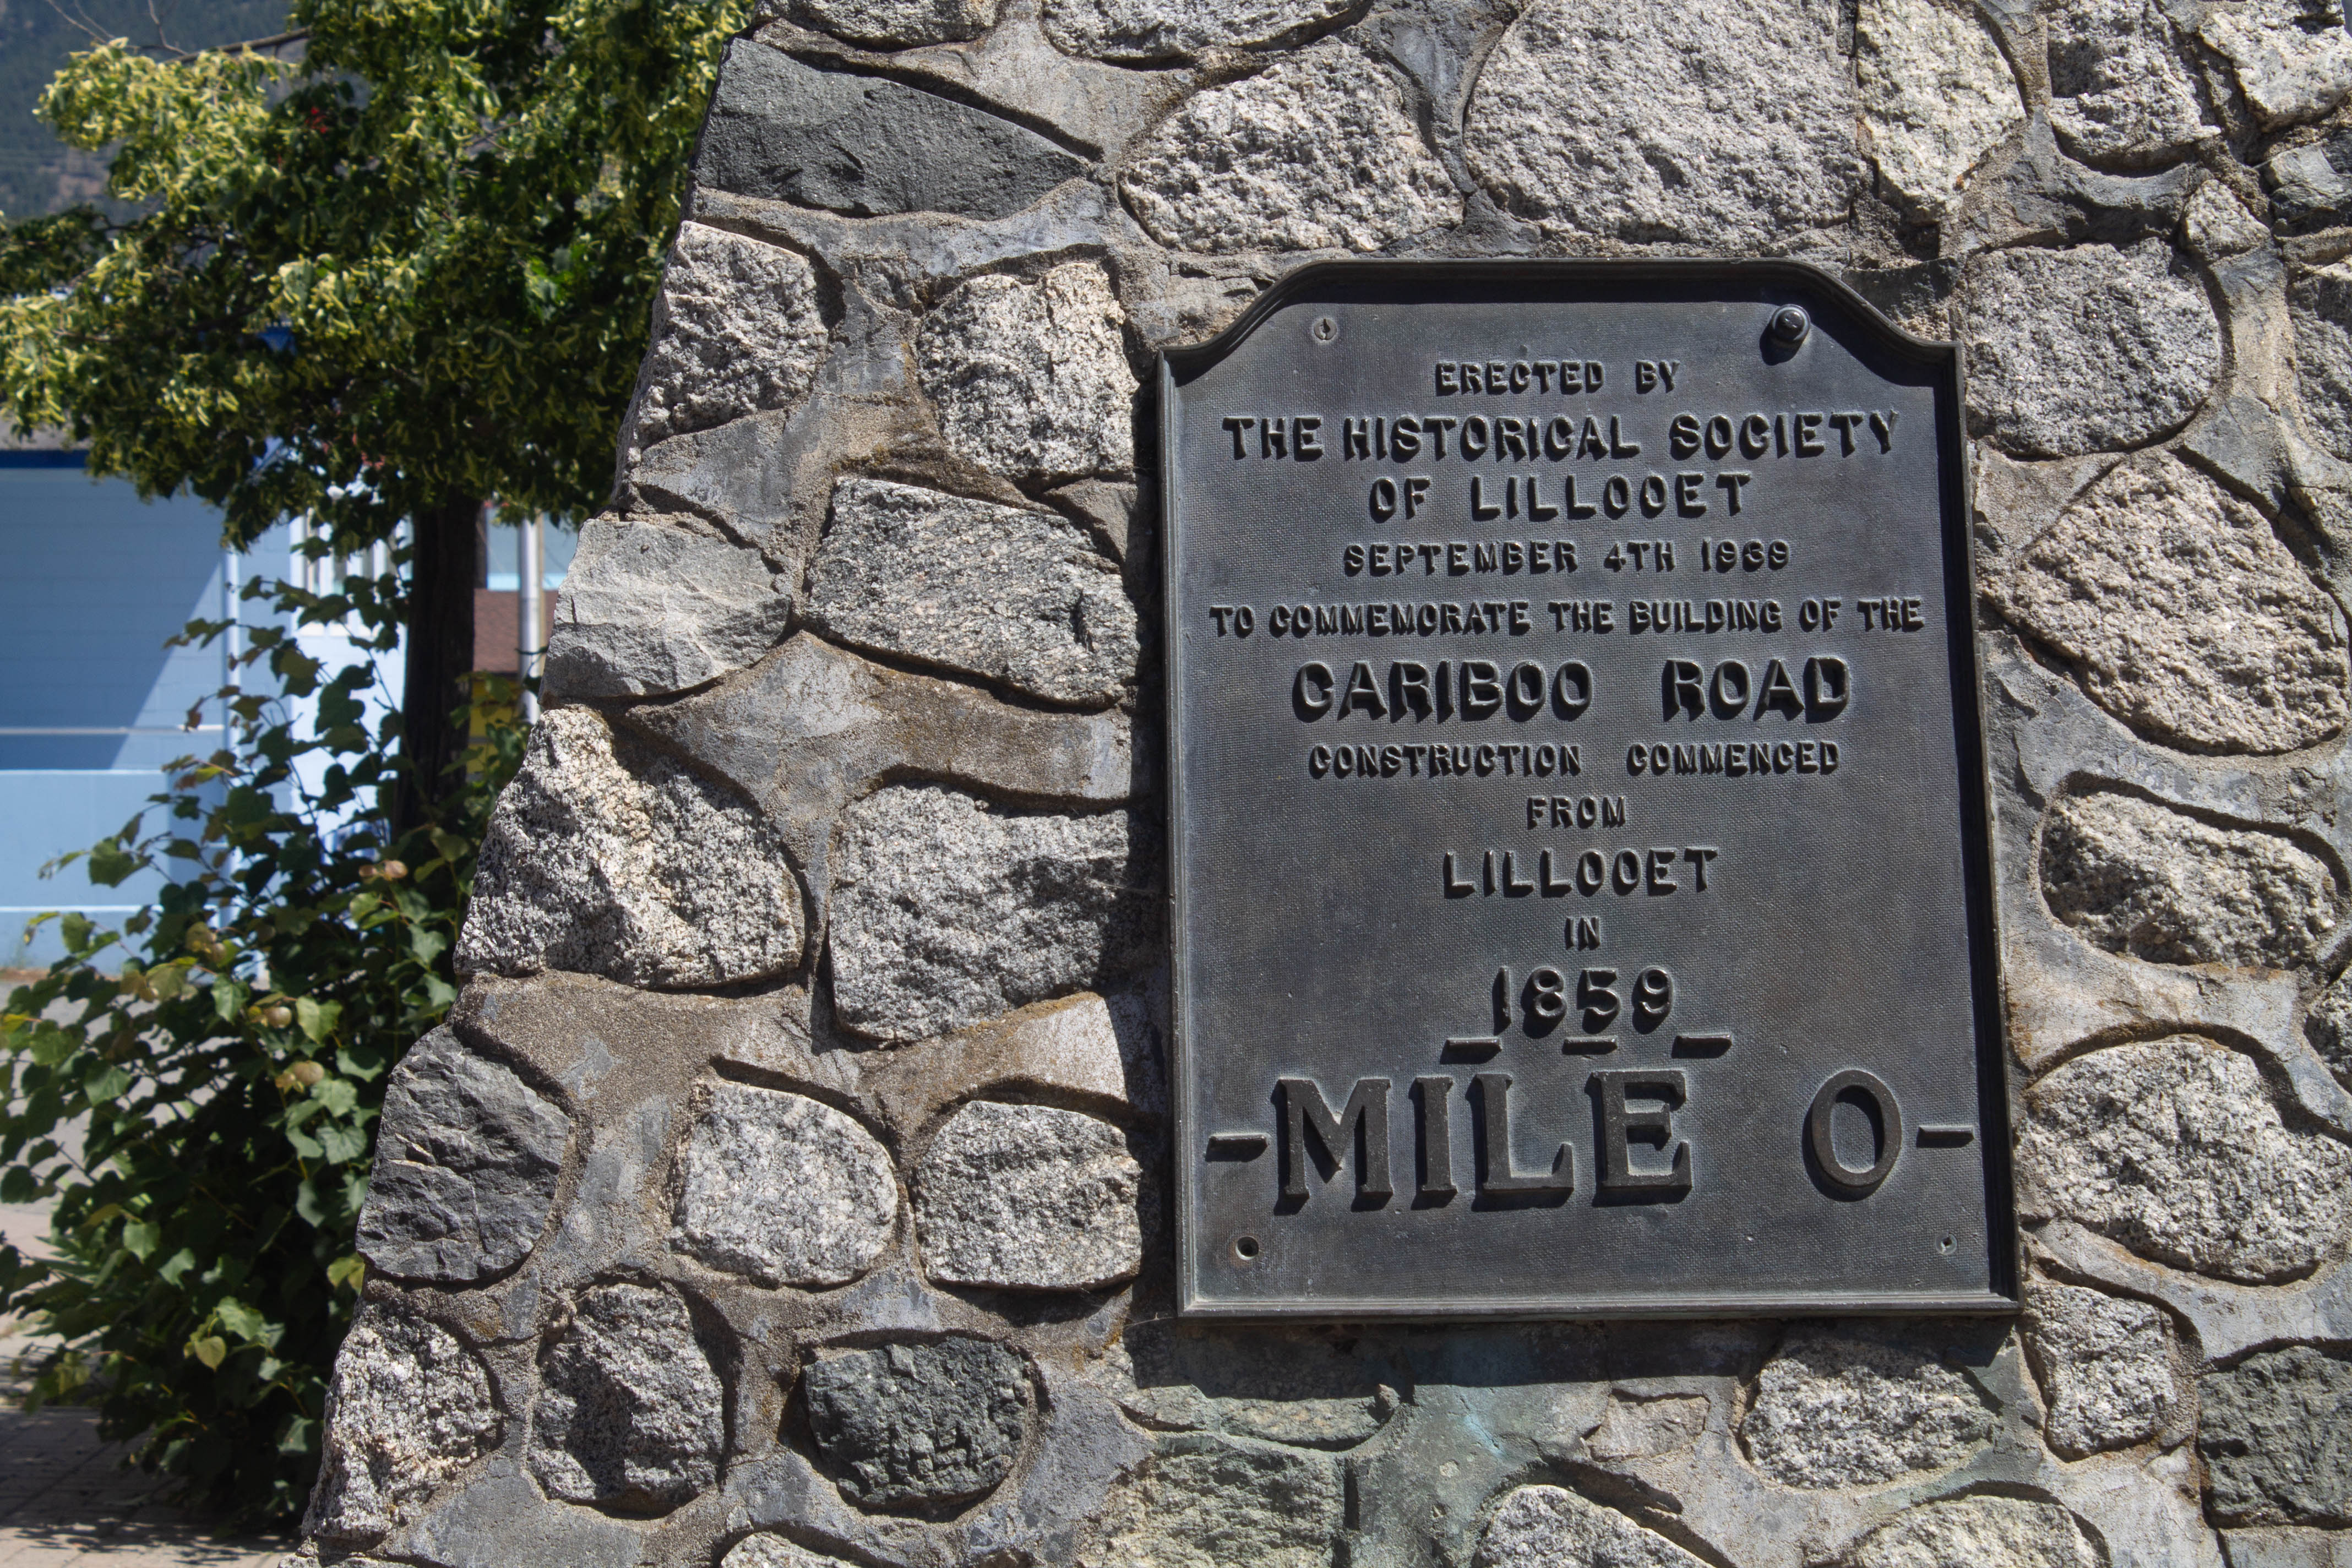 ERECTED BY
THE HISTORICAL SOCIETY
OF LILLOOET
SEPTEMBER 4TH 1939
TO COMMEMORATE THE BUILDING OF THE
CARIBOO ROAD
CONSTRUCTION COMMENCED
FROM
LILLOOET
IN
1859
-MILE 0-